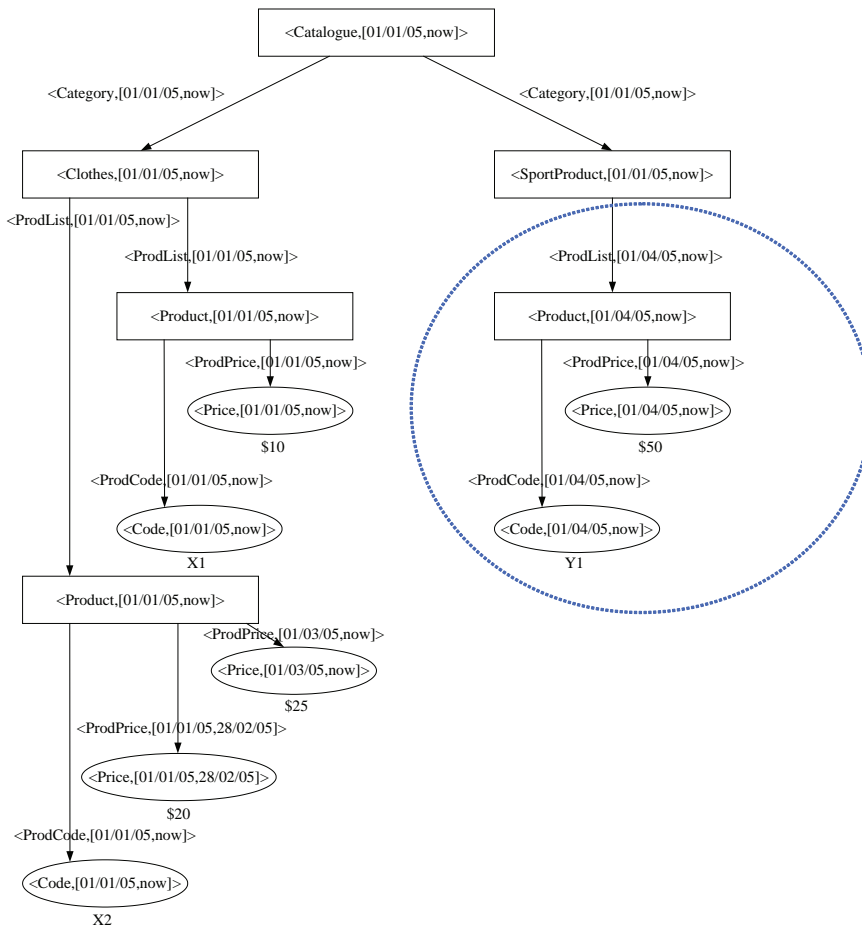 <Catalogue,[01/01/05,now]>
<Category,[01/01/05,now]>
<Category,[01/01/05,now]>
<Clothes,[01/01/05,now]>
<SportProduct,[01/01/05,now]>
<ProdList,[01/01/05,now]>
<ProdList,[01/01/05,now]>
<ProdList,[01/04/05,now]>
<Product,[01/01/05,now]>
<Product,[01/04/05,now]>
<ProdPrice,[01/01/05,now]>
<ProdPrice,[01/04/05,now]>
<Price,[01/01/05,now]>
<Price,[01/04/05,now]>
$10
$50
<ProdCode,[01/01/05,now]>
<ProdCode,[01/04/05,now]>
<Code,[01/01/05,now]>
<Code,[01/04/05,now]>
X1
Y1
<Product,[01/01/05,now]>
<ProdPrice,[01/03/05,now]>
<Price,[01/03/05,now]>
$25
<ProdPrice,[01/01/05,28/02/05]>
<Price,[01/01/05,28/02/05]>
$20
<ProdCode,[01/01/05,now]>
<Code,[01/01/05,now]>
X2